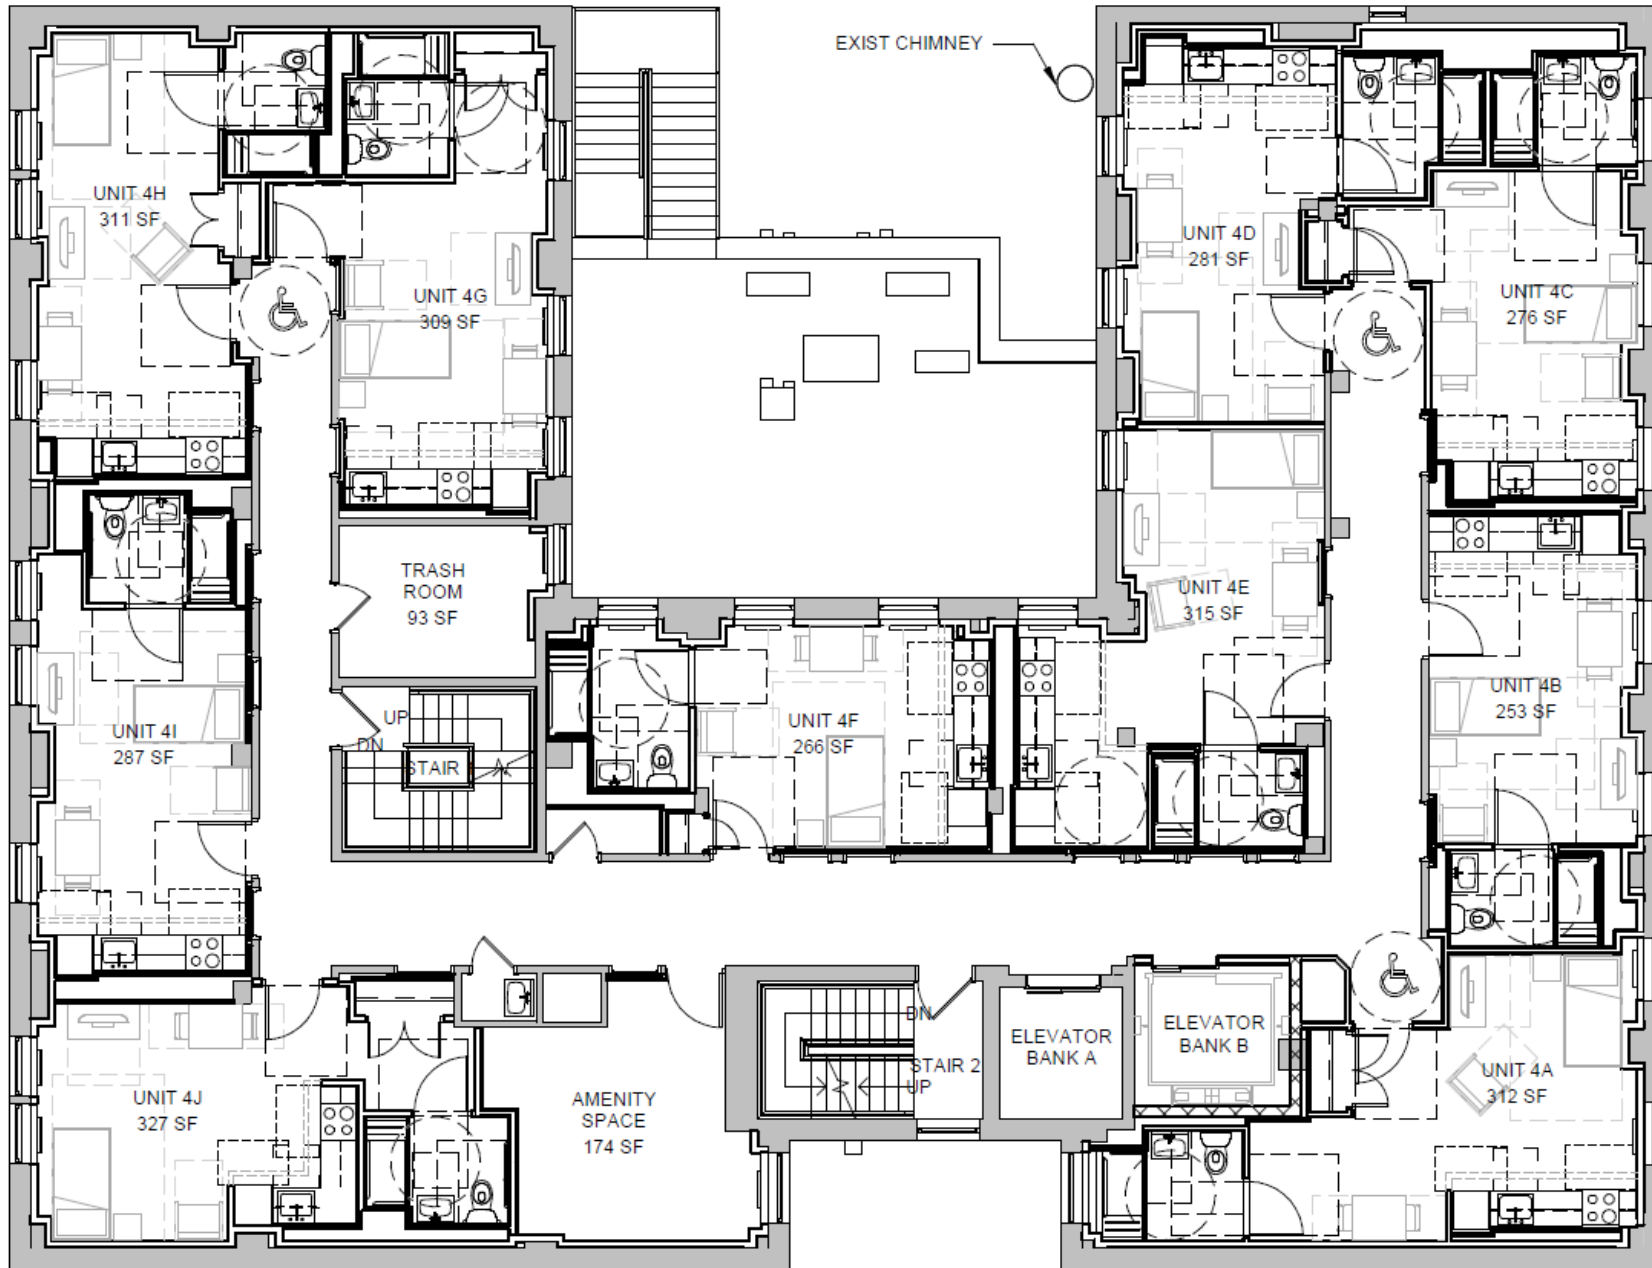 EXIST CHIMNEY
UNIT 4H
311 SF
UNIT 4G
309 SF
UNIT 4D
281 SF
UNIT 4C
276 SF
TRASH
ROOM
93 SF
UNIT 4E
315 SF
UNIT 4I
287 SF
UP
DN
STAIR
UNIT 4F
266 SF
UNIT 4B
253 SF
UNIT 4J
327 SF
AMENITY
SPACE
174 SF
DN
STAIR 2
UP
ELEVATOR
BANK A
ELEVATOR
BANK B
UNIT 4A
312 SF